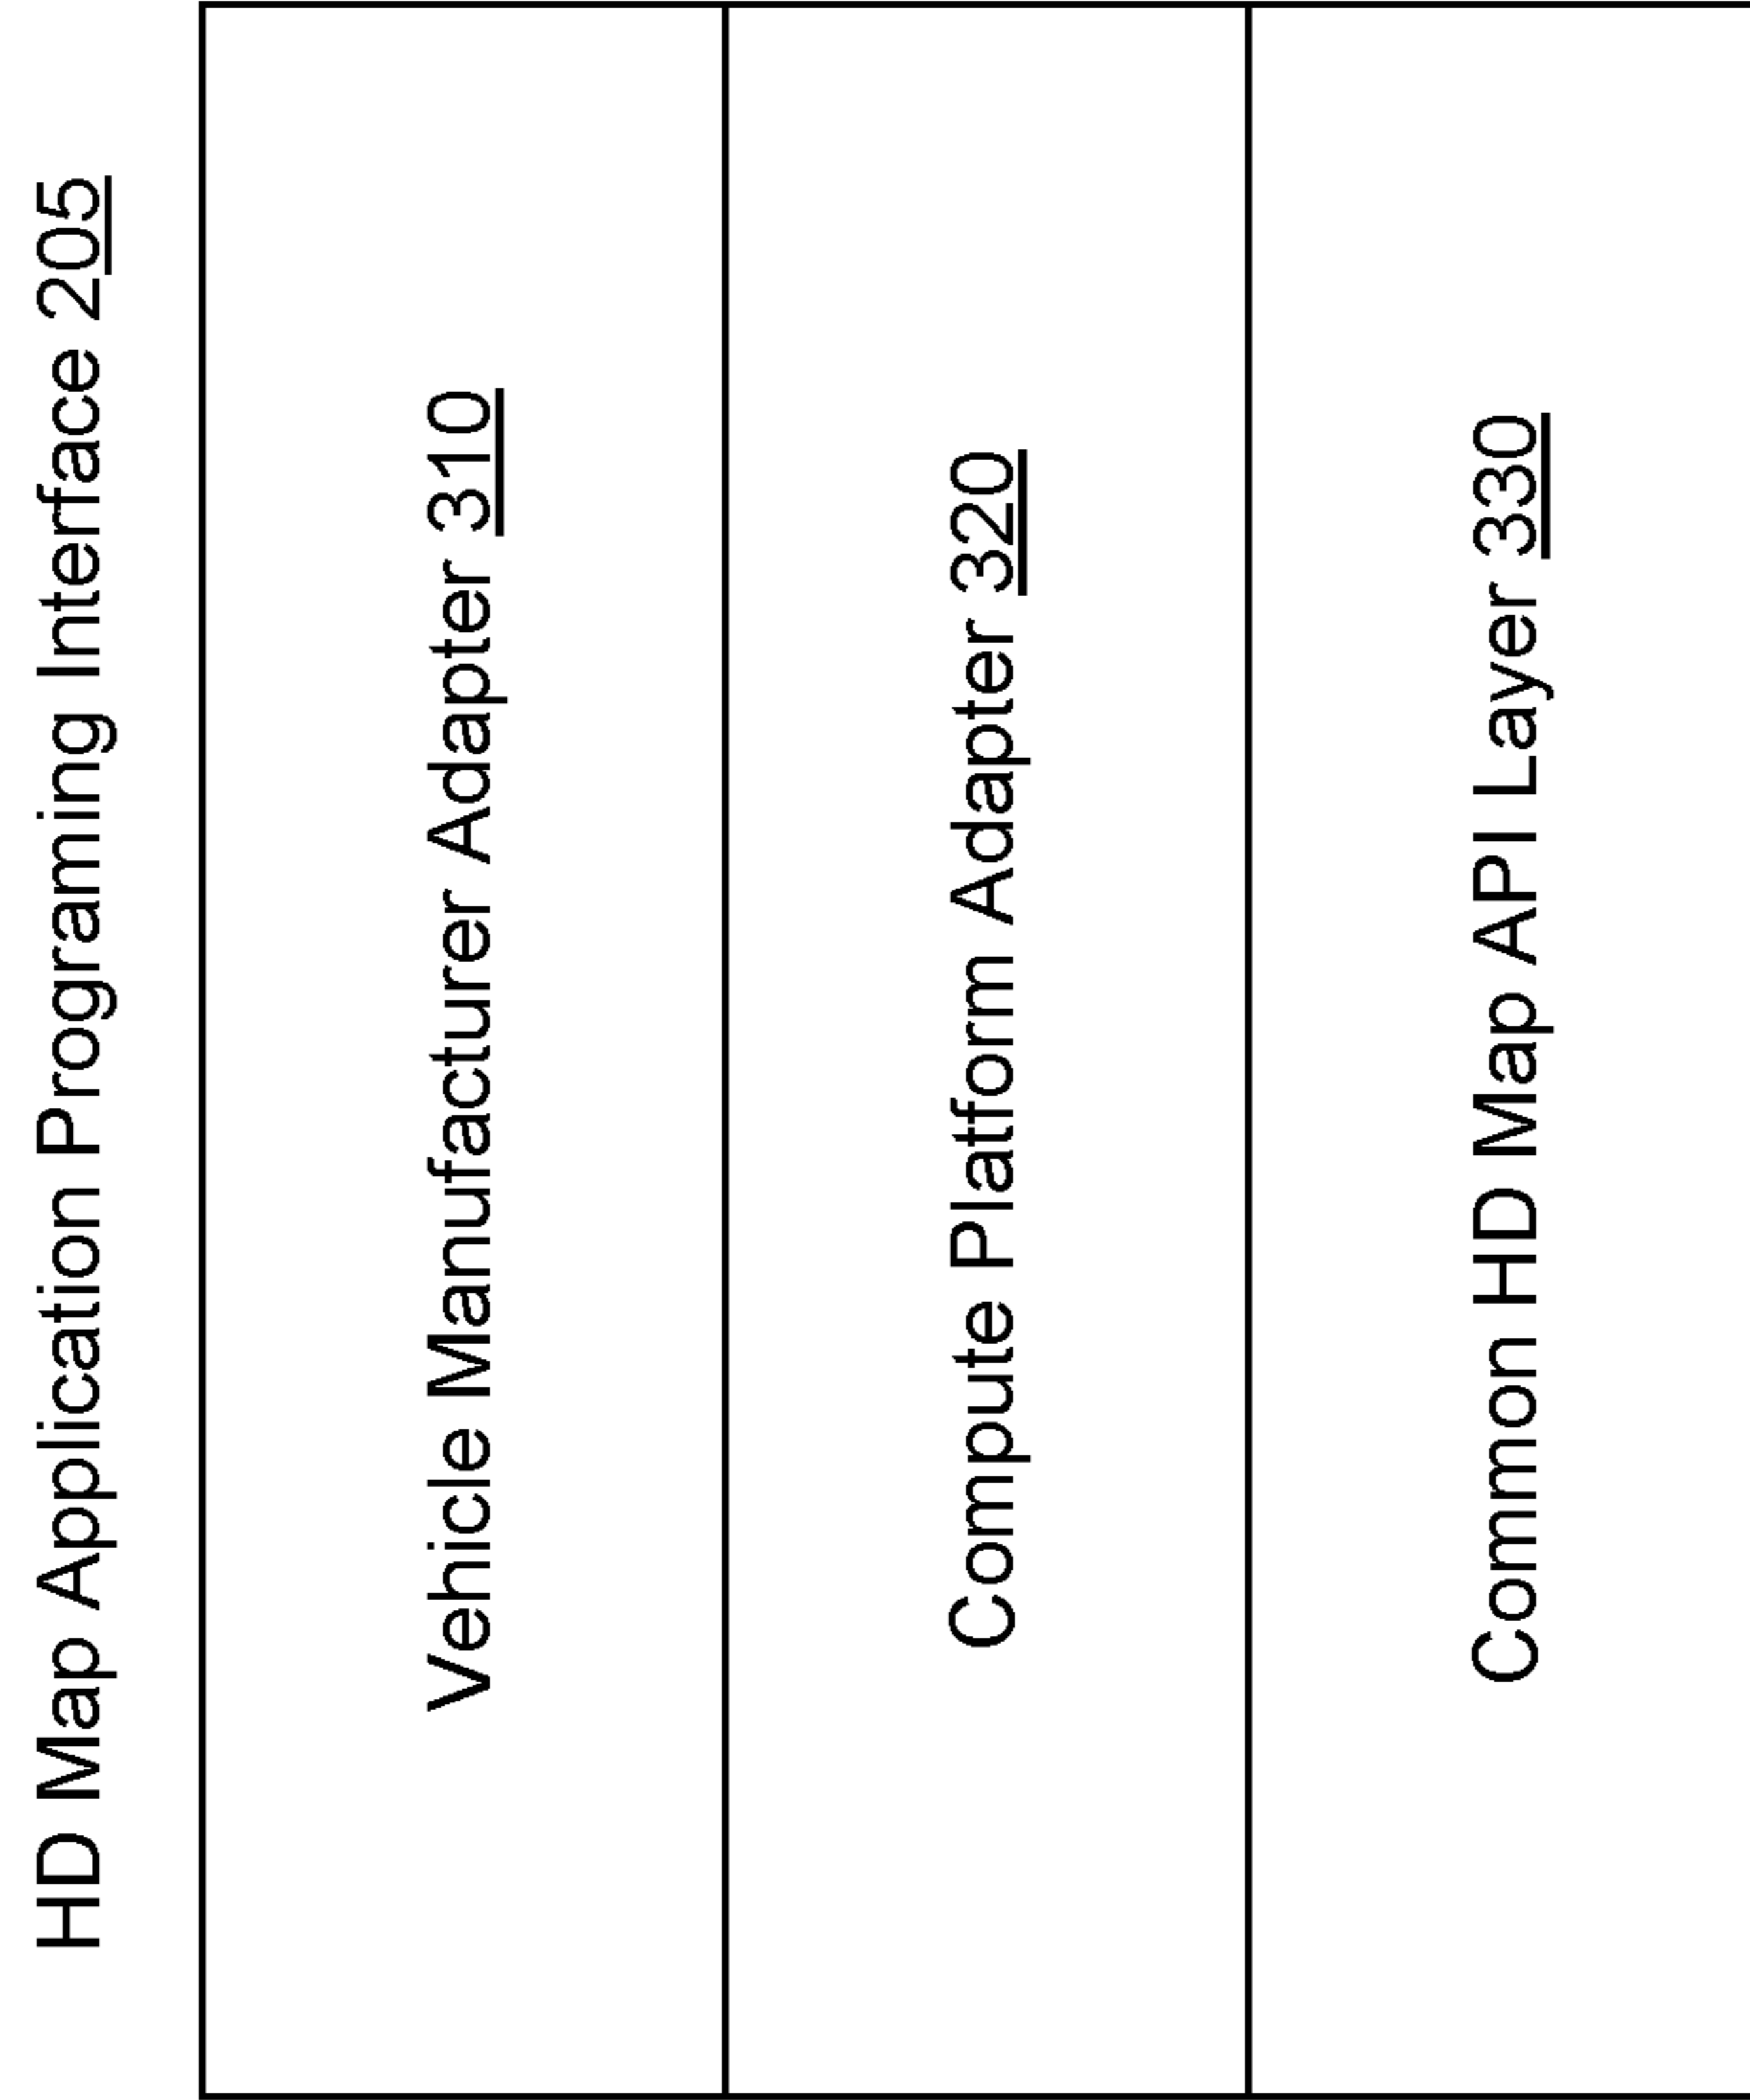 HD Map Application Programing Interface 205
Vehicle Manufacturer Adapter 310
Compute Platform Adapter 320
Common HD Map API Layer 330